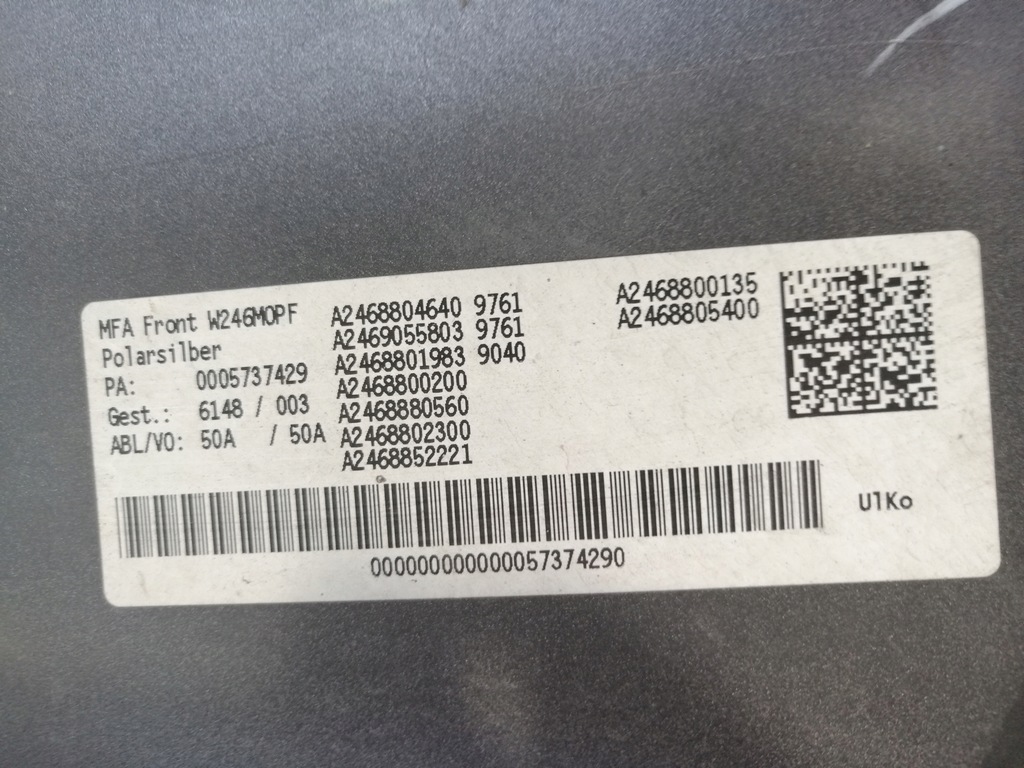 MFA Front W246MOPF
Polarsilber
PA: 0005737429
Gest.: 6148 / 003
ABL/VO: 50A / 50A
A2468804640 9761
A2469055803 9761
A2468801983 9040
A2468800200
A2468880560
A2468802300
A2468852221
A2468800135
A2468805400
U1Ko
000000000000057374290